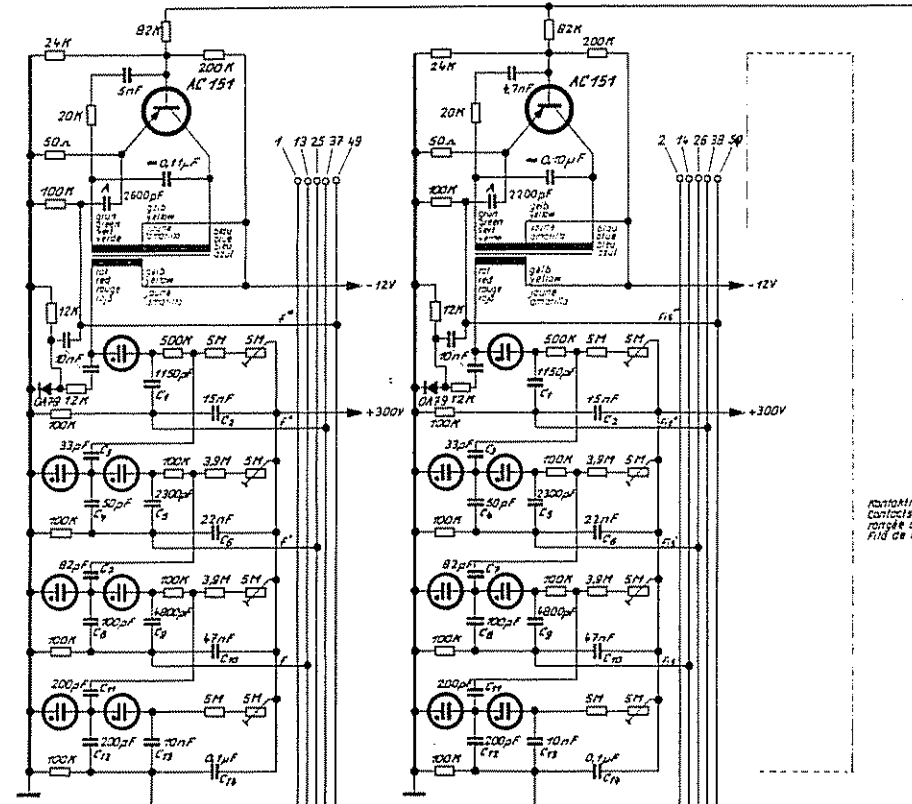 82K
82K
24K
200K
24K
200K
5nF
AC 151
4,7nF
AC 151
20K
20K
50Ω
50Ω
1 13 25 37 49
2 14 26 38 50
~ 0,11µF
~ 0,10µF
100K
A
2600pF
100K
A
2200pF
grün
green
vert
verde
gelb
yellow
jaune
amarillo
blau
blue
bleu
azul
grün
green
vert
verde
gelb
yellow
jaune
amarillo
blau
blue
bleu
azul
rot
red
rouge
rojo
gelb
yellow
jaune
amarillo
rot
red
rouge
rojo
gelb
yellow
jaune
amarillo
-12V
-12V
12K
12K
10nF
500K
5M
5M
10nF
500K
5M
5M
1150pF
C1
1150pF
C1
OA79
12K
15nF
+300V
OA79
12K
15nF
+300V
100K
C2
100K
C2
33pF
C3
100K
3,9M
5M
33pF
C3
100K
3,9M
5M
50pF
C4
2300pF
C5
50pF
C4
2300pF
C5
100K
22nF
C6
100K
22nF
C6
82pF
C7
100K
3,9M
5M
82pF
C7
100K
3,9M
5M
100pF
C8
4800pF
C9
100pF
C8
4800pF
C9
100K
47nF
C10
f
100K
47nF
C10
fis
200pF
C11
5M
5M
200pF
C11
5M
5M
200pF
C12
10nF
C13
200pF
C12
10nF
C13
100K
0,1µF
C14
100K
0,1µF
C14